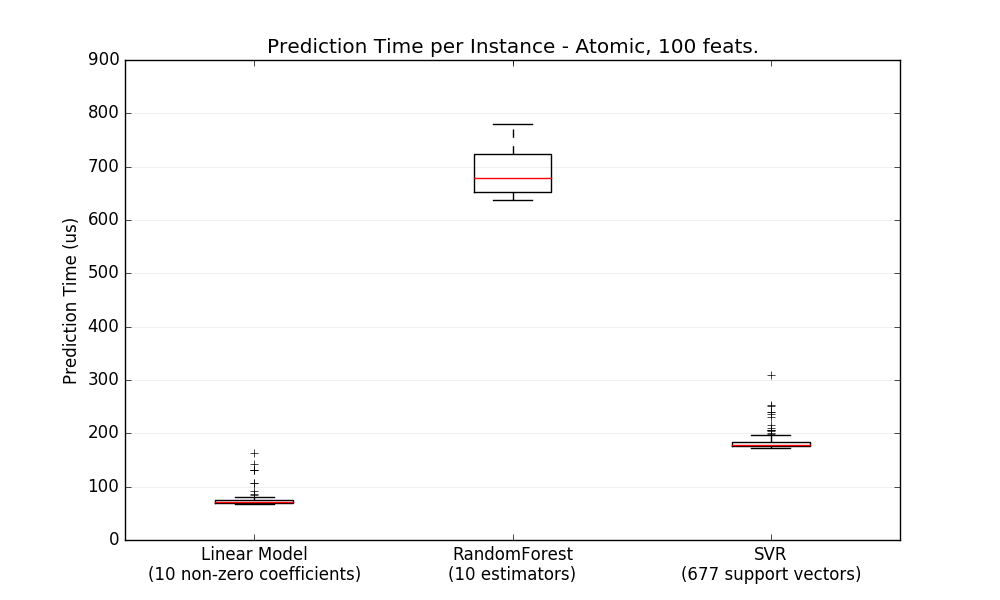 Prediction Time per Instance - Atomic, 100 feats.
900
800
700
600
500
400
300
200
100
0
Prediction Time (us)
Linear Model
(10 non-zero coefficients)
RandomForest
(10 estimators)
SVR
(677 support vectors)